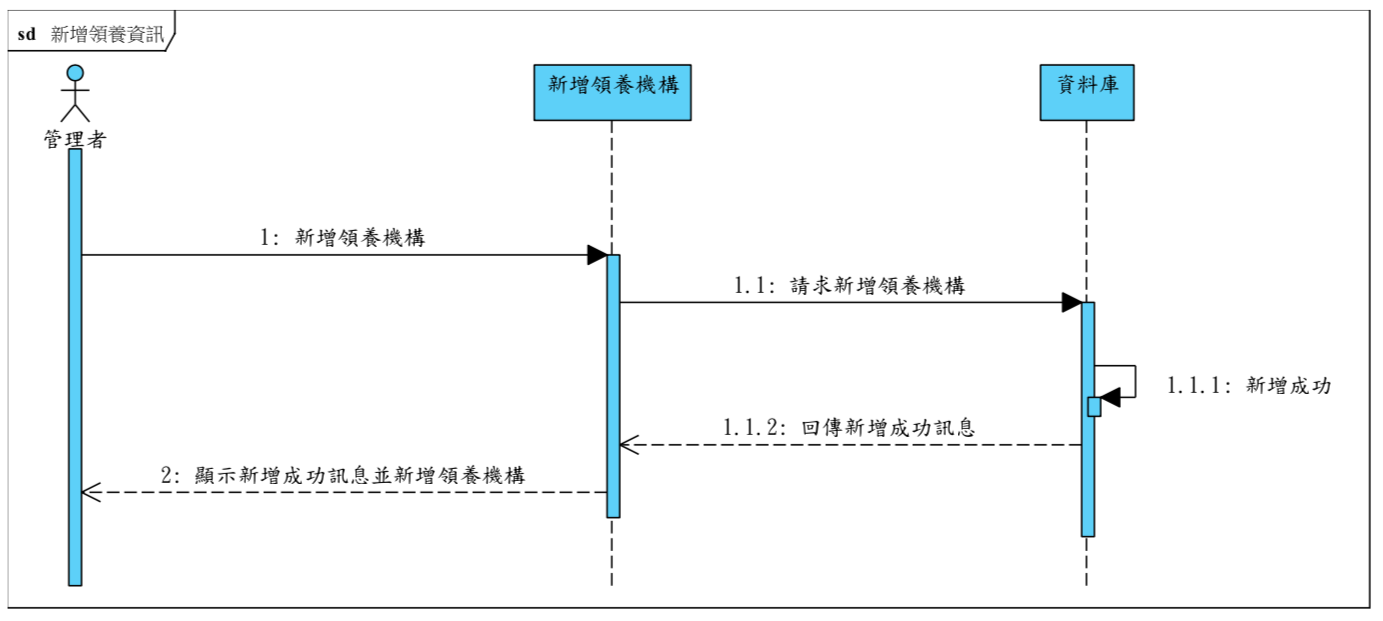 sd 新增領養資訊
管理者
新增領養機構
資料庫
1: 新增領養機構
1.1: 請求新增領養機構
1.1.1: 新增成功
1.1.2: 回傳新增成功訊息
2: 顯示新增成功訊息並新增領養機構